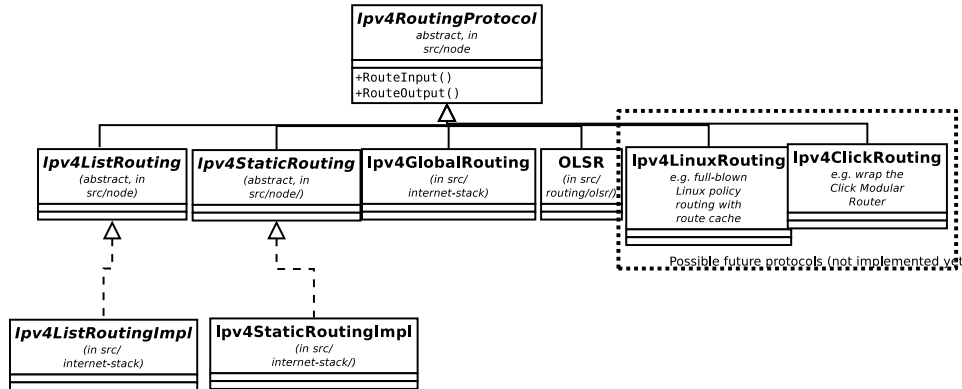 Ipv4RoutingProtocol
abstract, in
src/node
+RouteInput()
+RouteOutput()
Ipv4ListRouting
(abstract, in
src/node)
Ipv4StaticRouting
(abstract, in
src/node/)
Ipv4GlobalRouting
(in src/
internet-stack)
OLSR
(in src/
routing/olsr/)
Ipv4LinuxRouting
e.g. full-blown
Linux policy
routing with
route cache
Ipv4ClickRouting
e.g. wrap the
Click Modular
Router
Possible future protocols (not implemented yet
Ipv4ListRoutingImpl
(in src/
internet-stack)
Ipv4StaticRoutingImpl
(in src/
internet-stack/)